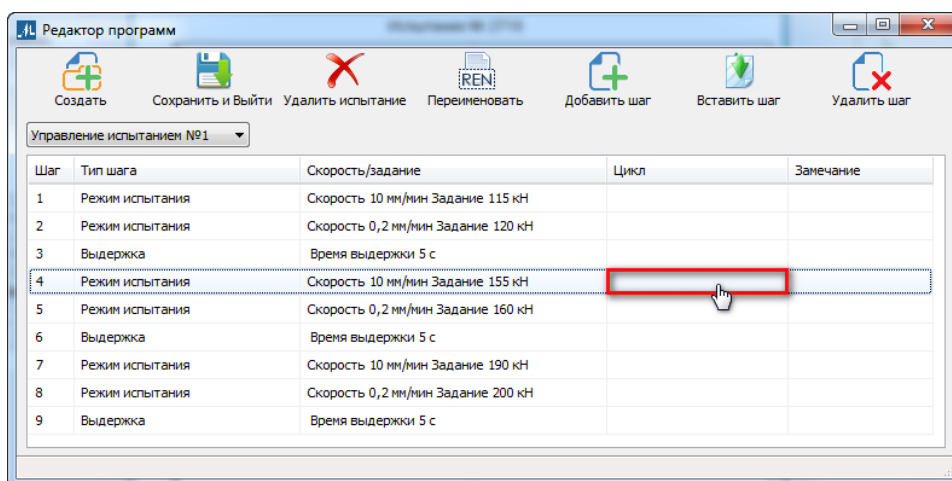 Редактор программ
Создать Сохранить и Выйти Удалить испытание Переименовать Добавить шаг Вставить шаг Удалить шаг
REN
Управление испытанием №1
Шаг Тип шага Скорость/задание Цикл Замечание
1 Режим испытания Скорость 10 мм/мин Задание 115 кН
2 Режим испытания Скорость 0,2 мм/мин Задание 120 кН
3 Выдержка Время выдержки 5 с
4 Режим испытания Скорость 10 мм/мин Задание 155 кН
5 Режим испытания Скорость 0,2 мм/мин Задание 160 кН
6 Выдержка Время выдержки 5 с
7 Режим испытания Скорость 10 мм/мин Задание 190 кН
8 Режим испытания Скорость 0,2 мм/мин Задание 200 кН
9 Выдержка Время выдержки 5 с